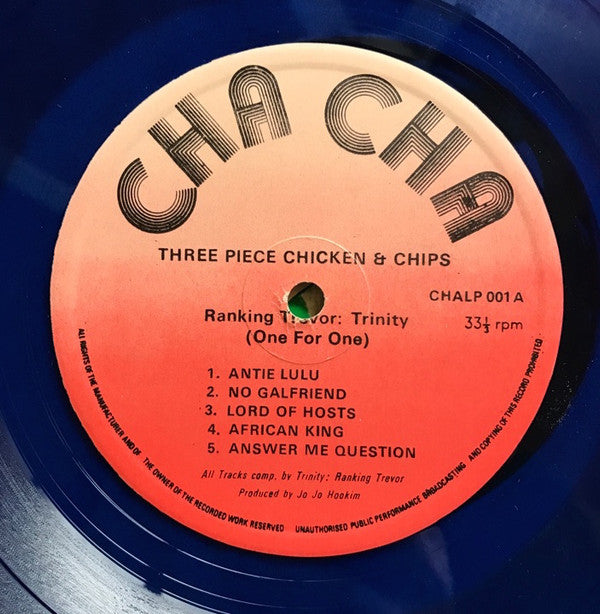 CHA CHA
THREE PIECE CHICKEN & CHIPS
CHALP 001 A
33⅓ rpm
Ranking Trevor: Trinity
(One For One)
1. ANTIE LULU
2. NO GALFRIEND
3. LORD OF HOSTS
4. AFRICAN KING
5. ANSWER ME QUESTION
All Tracks comp. by Trinity: Ranking Trevor
Produced by Jo Jo Hookim
ALL RIGHTS OF THE MANUFACTURER AND OF THE OWNER OF THE RECORDED WORK RESERVED UNAUTHORISED PUBLIC PERFORMANCE BROADCASTING AND COPYING OF THIS RECORD PROHIBITED